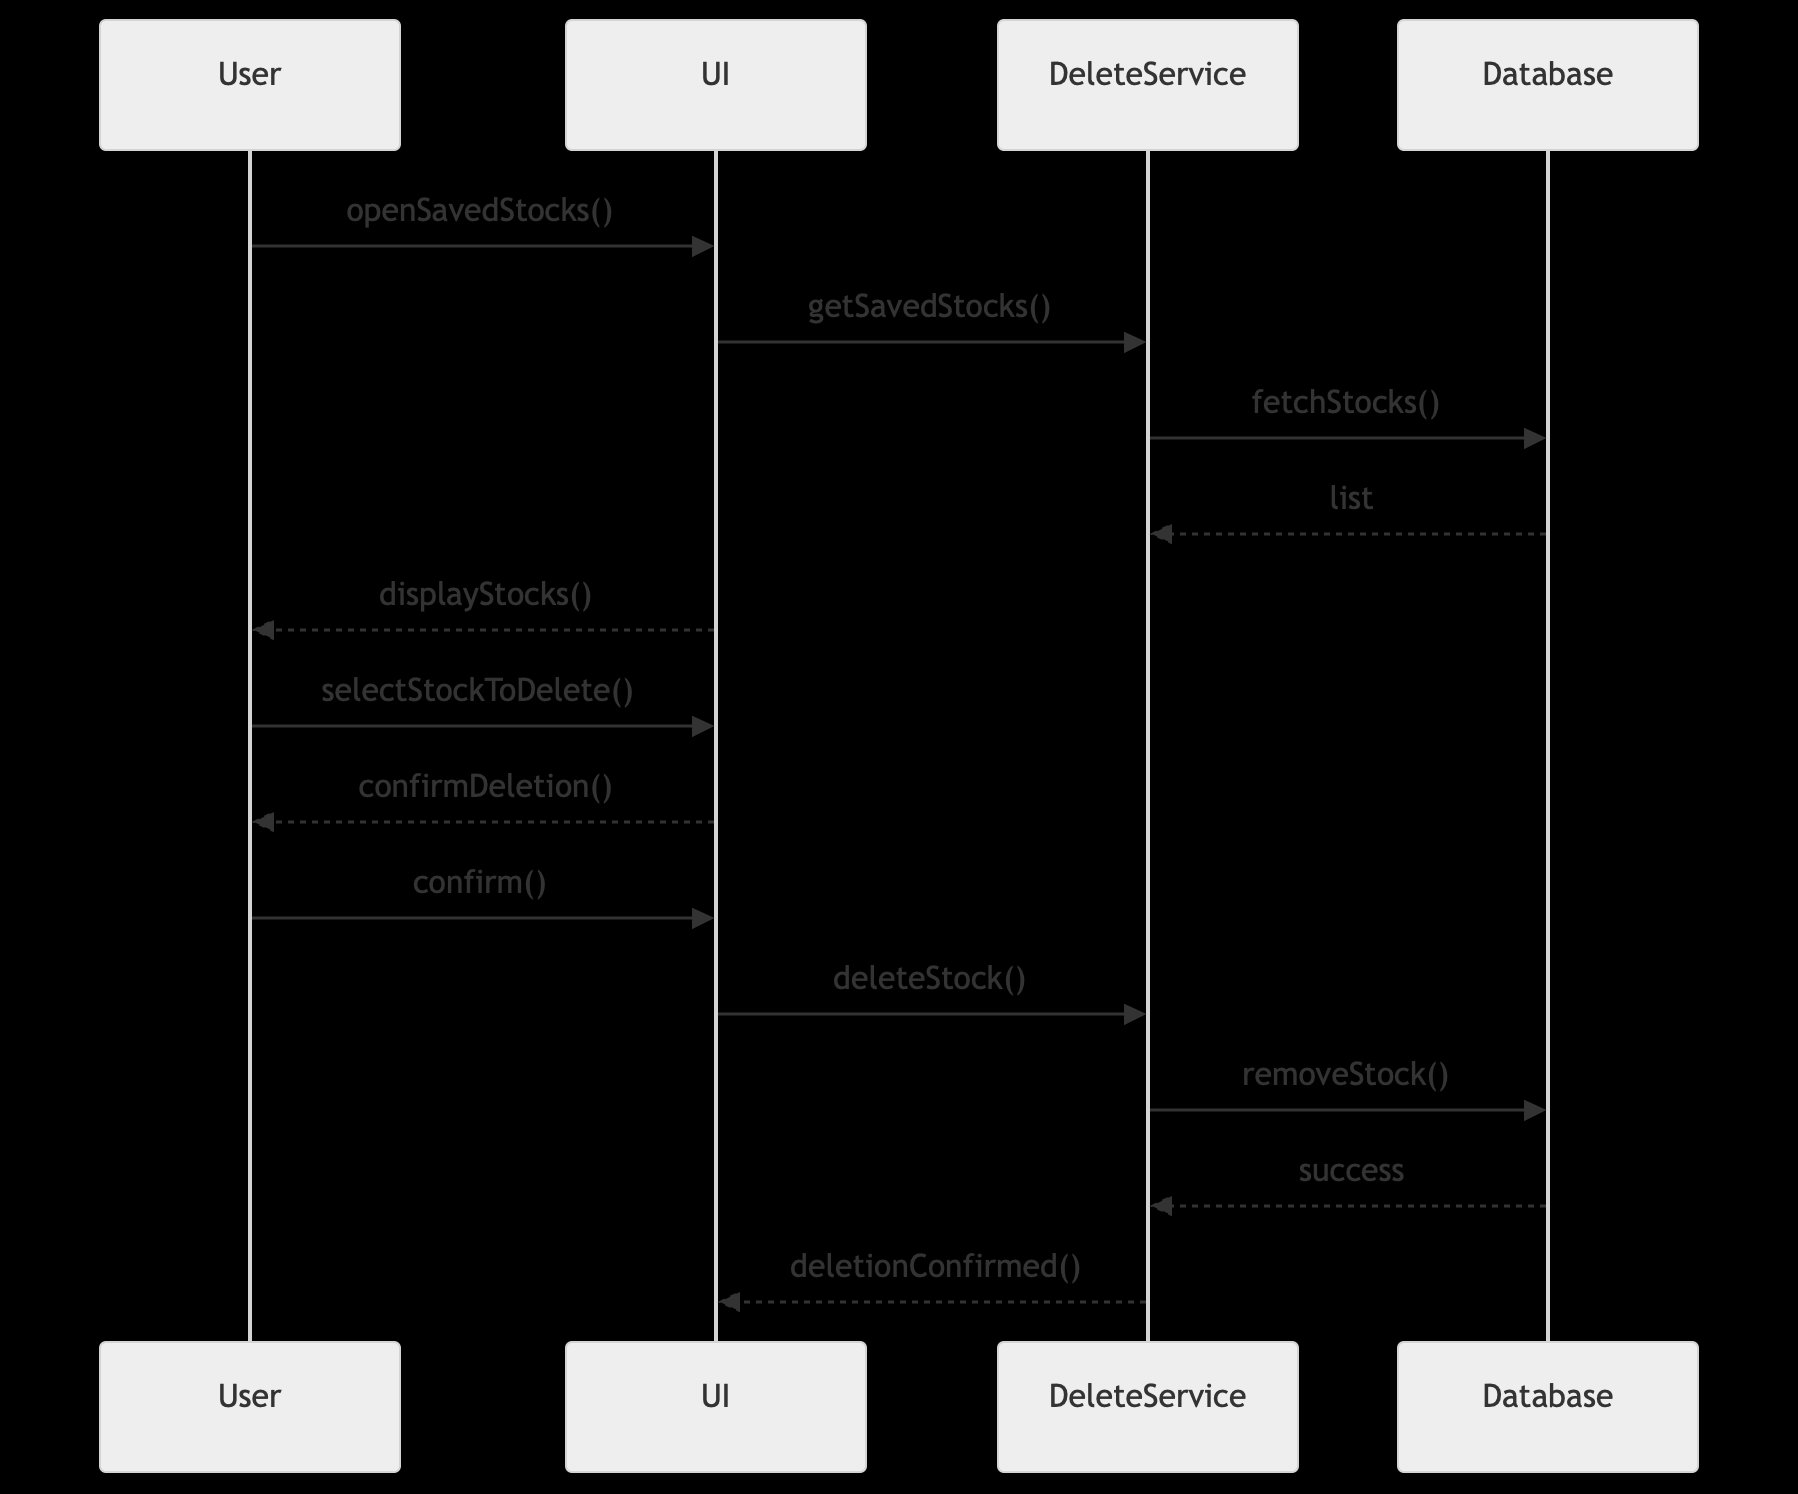 User
UI
DeleteService
Database
openSavedStocks()
getSavedStocks()
fetchStocks()
list
displayStocks()
selectStockToDelete()
confirmDeletion()
confirm()
deleteStock()
removeStock()
success
deletionConfirmed()
User
UI
DeleteService
Database